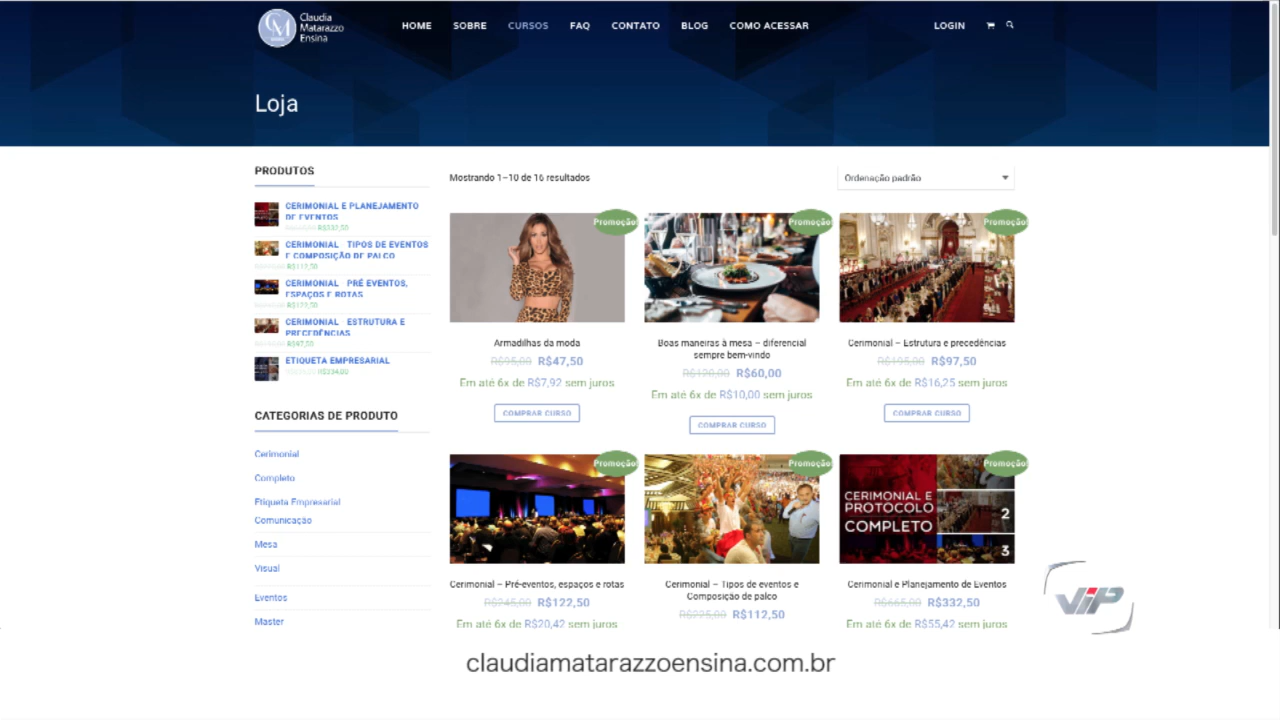 Claudia
Matarazzo
Ensina
HOME SOBRE CURSOS FAQ CONTATO BLOG COMO ACESSAR LOGIN
Loja
PRODUTOS
CERIMONIAL E PLANEJAMENTO
DE EVENTOS
R$332,50
CERIMONIAL TIPOS DE EVENTOS
E COMPOSIÇÃO DE PALCO
R$112,50
CERIMONIAL PRÉ EVENTOS,
ESPAÇOS E ROTAS
R$122,50
CERIMONIAL ESTRUTURA E
PRECEDÊNCIAS
R$97,50
ETIQUETA EMPRESARIAL
CATEGORIAS DE PRODUTO
Cerimonial
Completo
Etiqueta Empresarial
Comunicação
Mesa
Visual
Eventos
Master
Mostrando 1–10 de 16 resultados
Ordenação padrão
Promoção!
Armadilhas da moda
R$95,00 R$47,50
Em até 6x de R$7,92 sem juros
COMPRAR CURSO
Promoção!
Boas maneiras à mesa – diferencial
sempre bem-vindo
R$120,00 R$60,00
Em até 6x de R$10,00 sem juros
COMPRAR CURSO
Promoção!
Cerimonial – Estrutura e precedências
R$195,00 R$97,50
Em até 6x de R$16,25 sem juros
COMPRAR CURSO
Promoção!
Cerimonial – Pré-eventos, espaços e rotas
R$245,00 R$122,50
Em até 6x de R$20,42 sem juros
Promoção!
Cerimonial – Tipos de eventos e
Composição de palco
R$225,00 R$112,50
Promoção!
CERIMONIAL E
PROTOCOLO
COMPLETO
2
3
Cerimonial e Planejamento de Eventos
R$665,00 R$332,50
Em até 6x de R$55,42 sem juros
VIP
claudiamatarazzoensina.com.br